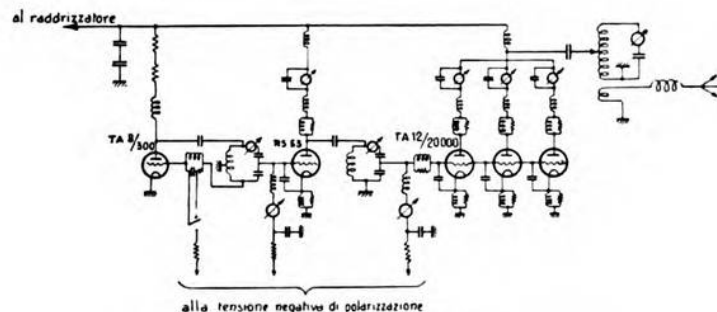 al raddrizzatore
TA 8/300
RS 53
TA 12/20000
alla tensione negativa di polarizzazione